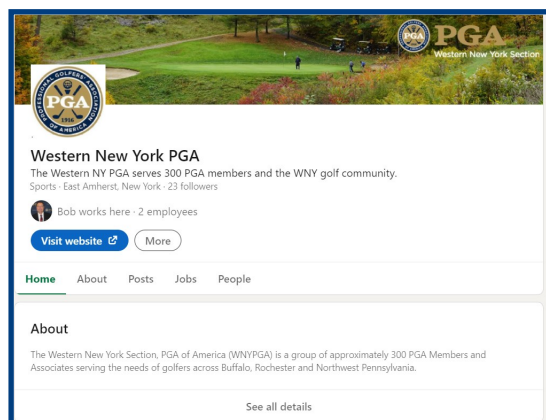 PGA
PGA
Western New York Section
PROFESSIONAL GOLFERS' ASSOCIATION
PGA
1916
OF AMERICA
Western New York PGA
The Western NY PGA serves 300 PGA members and the WNY golf community.
Sports · East Amherst, New York · 23 followers
Bob works here · 2 employees
Visit website
More
Home About Posts Jobs People
About
The Western New York Section, PGA of America (WNYPGA) is a group of approximately 300 PGA Members and
Associates serving the needs of golfers across Buffalo, Rochester and Northwest Pennsylvania.
See all details